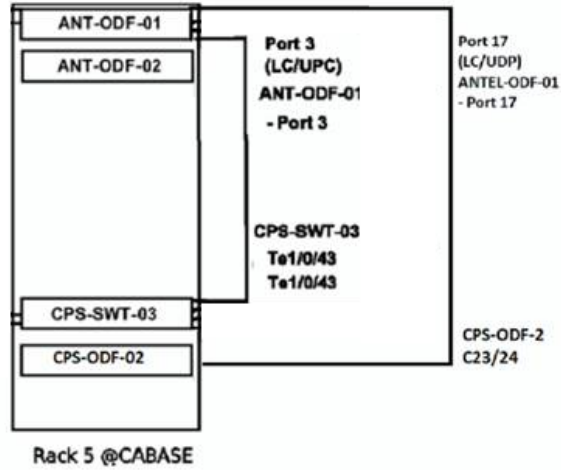 ANT-ODF-01
ANT-ODF-02
Port 3
(LC/UPC)
ANT-ODF-01
- Port 3
Port 17
(LC/UDP)
ANTEL-ODF-01
- Port 17
CPS-SWT-03
Te1/0/43
Te1/0/43
CPS-SWT-03
CPS-ODF-02
CPS-ODF-2
C23/24
Rack 5 @CABASE